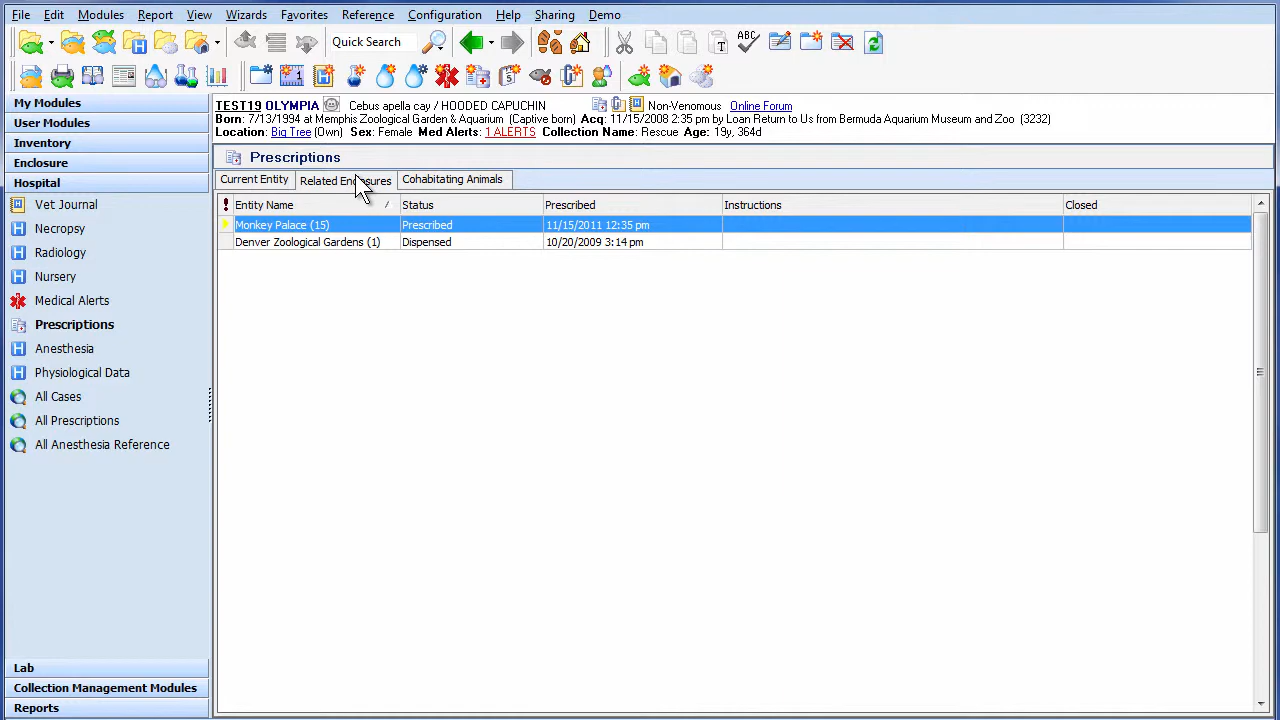 File Edit Modules Report View Wizards Favorites Reference Configuration Help Sharing Demo
Quick Search
My Modules
User Modules
Inventory
Enclosure
Hospital
Vet Journal
Necropsy
Radiology
Nursery
Medical Alerts
Prescriptions
Anesthesia
Physiological Data
All Cases
All Prescriptions
All Anesthesia Reference
Lab
Collection Management Modules
Reports
TEST19 OLYMPIA Cebus apella cay / HOODED CAPUCHIN Non-Venomous Online Forum
Born: 7/13/1994 at Memphis Zoological Garden & Aquarium (Captive born) Acq: 11/15/2008 2:35 pm by Loan Return to Us from Bermuda Aquarium Museum and Zoo (3232)
Location: Big Tree (Own) Sex: Female Med Alerts: 1 ALERTS Collection Name: Rescue Age: 19y, 364d
Prescriptions
Current Entity Related Enclosures Cohabitating Animals
Entity Name Status Prescribed Instructions Closed
Monkey Palace (15) Prescribed 11/15/2011 12:35 pm
Denver Zoological Gardens (1) Dispensed 10/20/2009 3:14 pm